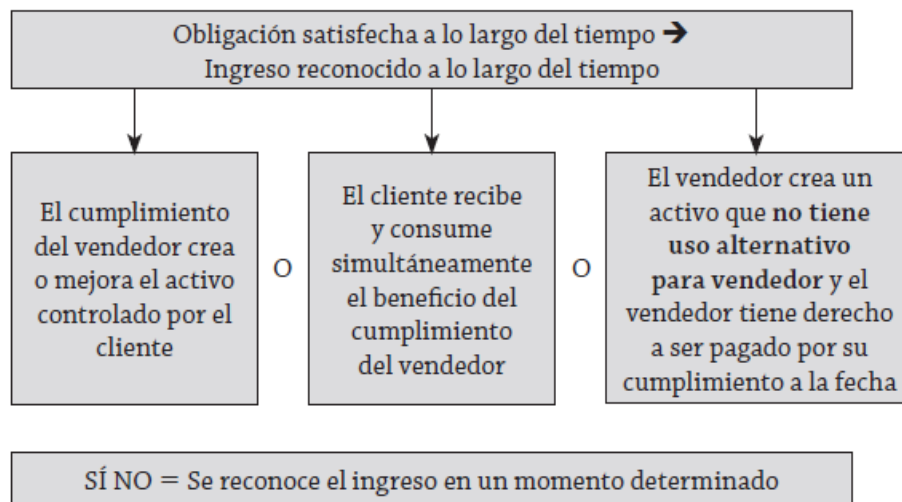 Obligación satisfecha a lo largo del tiempo ➔
Ingreso reconocido a lo largo del tiempo
El cumplimiento
del vendedor crea
o mejora el activo
controlado por el
cliente
O
El cliente recibe
y consume
simultáneamente
el beneficio del
cumplimiento
del vendedor
O
El vendedor crea un
activo que no tiene
uso alternativo
para vendedor y el
vendedor tiene derecho
a ser pagado por su
cumplimiento a la fecha
SÍ NO = Se reconoce el ingreso en un momento determinado